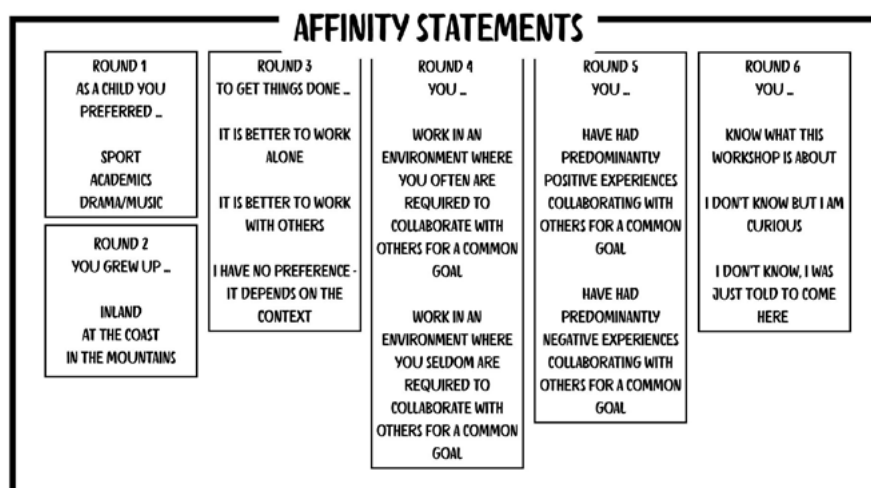 AFFINITY STATEMENTS
ROUND 1
AS A CHILD YOU
PREFERRED ...
SPORT
ACADEMICS
DRAMA/MUSIC
ROUND 2
YOU GREW UP ...
INLAND
AT THE COAST
IN THE MOUNTAINS
ROUND 3
TO GET THINGS DONE ...
IT IS BETTER TO WORK
ALONE
IT IS BETTER TO WORK
WITH OTHERS
I HAVE NO PREFERENCE -
IT DEPENDS ON THE
CONTEXT
ROUND 4
YOU ...
WORK IN AN
ENVIRONMENT WHERE
YOU OFTEN ARE
REQUIRED TO
COLLABORATE WITH
OTHERS FOR A COMMON
GOAL
WORK IN AN
ENVIRONMENT WHERE
YOU SELDOM ARE
REQUIRED TO
COLLABORATE WITH
OTHERS FOR A COMMON
GOAL
ROUND 5
YOU ...
HAVE HAD
PREDOMINANTLY
POSITIVE EXPERIENCES
COLLABORATING WITH
OTHERS FOR A COMMON
GOAL
HAVE HAD
PREDOMINANTLY
NEGATIVE EXPERIENCES
COLLABORATING WITH
OTHERS FOR A COMMON
GOAL
ROUND 6
YOU ...
KNOW WHAT THIS
WORKSHOP IS ABOUT
I DON'T KNOW BUT I AM
CURIOUS
I DON'T KNOW, I WAS
JUST TOLD TO COME
HERE